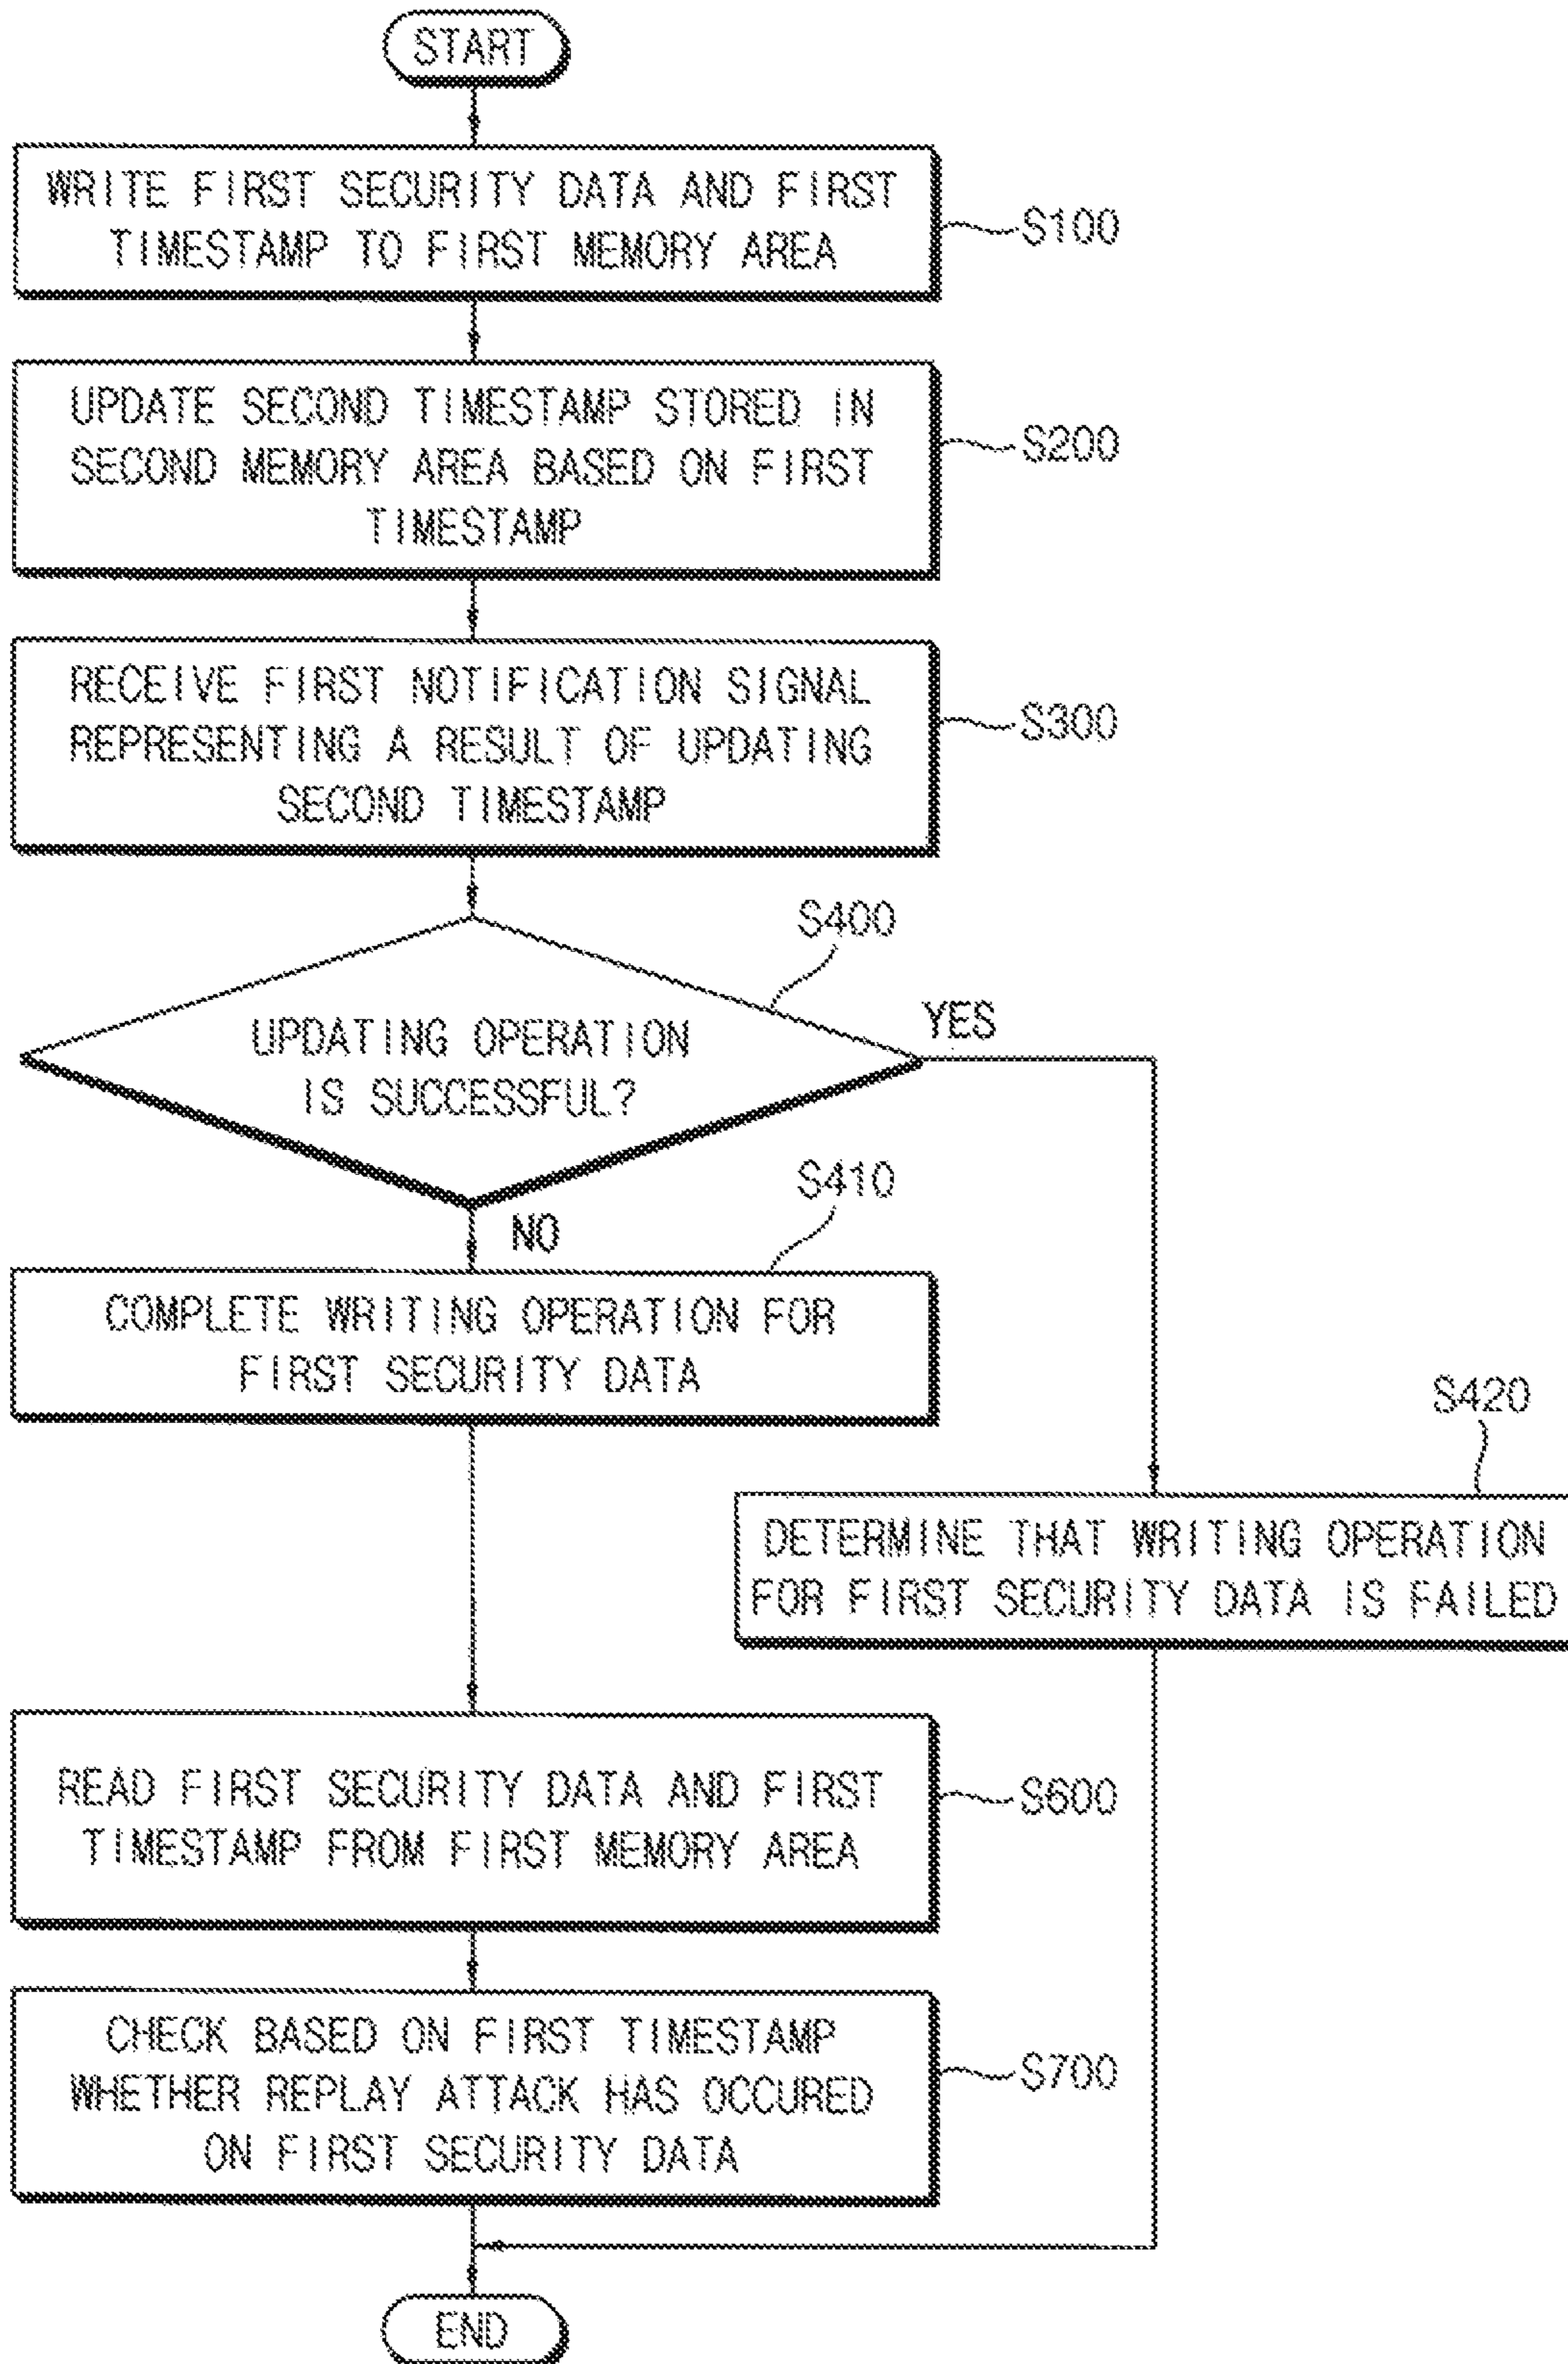 START
WRITE FIRST SECURITY DATA AND FIRST
TIMESTAMP TO FIRST MEMORY AREA
S100
UPDATE SECOND TIMESTAMP STORED IN
SECOND MEMORY AREA BASED ON FIRST
TIMESTAMP
S200
RECEIVE FIRST NOTIFICATION SIGNAL
REPRESENTING A RESULT OF UPDATING
SECOND TIMESTAMP
S300
S400
UPDATING OPERATION
IS SUCCESSFUL?
YES
NO
S410
COMPLETE WRITING OPERATION FOR
FIRST SECURITY DATA
S420
DETERMINE THAT WRITING OPERATION
FOR FIRST SECURITY DATA IS FAILED
READ FIRST SECURITY DATA AND FIRST
TIMESTAMP FROM FIRST MEMORY AREA
S600
CHECK BASED ON FIRST TIMESTAMP
WHETHER REPLAY ATTACK HAS OCCURED
ON FIRST SECURITY DATA
S700
END